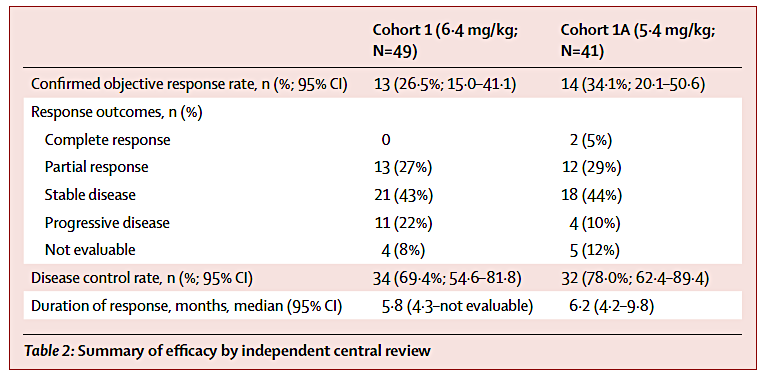 Cohort 1 (6·4 mg/kg; N=49) Cohort 1A (5·4 mg/kg; N=41)
Confirmed objective response rate, n (%; 95% CI) 13 (26·5%; 15·0–41·1) 14 (34·1%; 20·1–50·6)
Response outcomes, n (%)
Complete response 0 2 (5%)
Partial response 13 (27%) 12 (29%)
Stable disease 21 (43%) 18 (44%)
Progressive disease 11 (22%) 4 (10%)
Not evaluable 4 (8%) 5 (12%)
Disease control rate, n (%; 95% CI) 34 (69·4%; 54·6–81·8) 32 (78·0%; 62·4–89·4)
Duration of response, months, median (95% CI) 5·8 (4·3–not evaluable) 6·2 (4·2–9·8)
Table 2: Summary of efficacy by independent central review